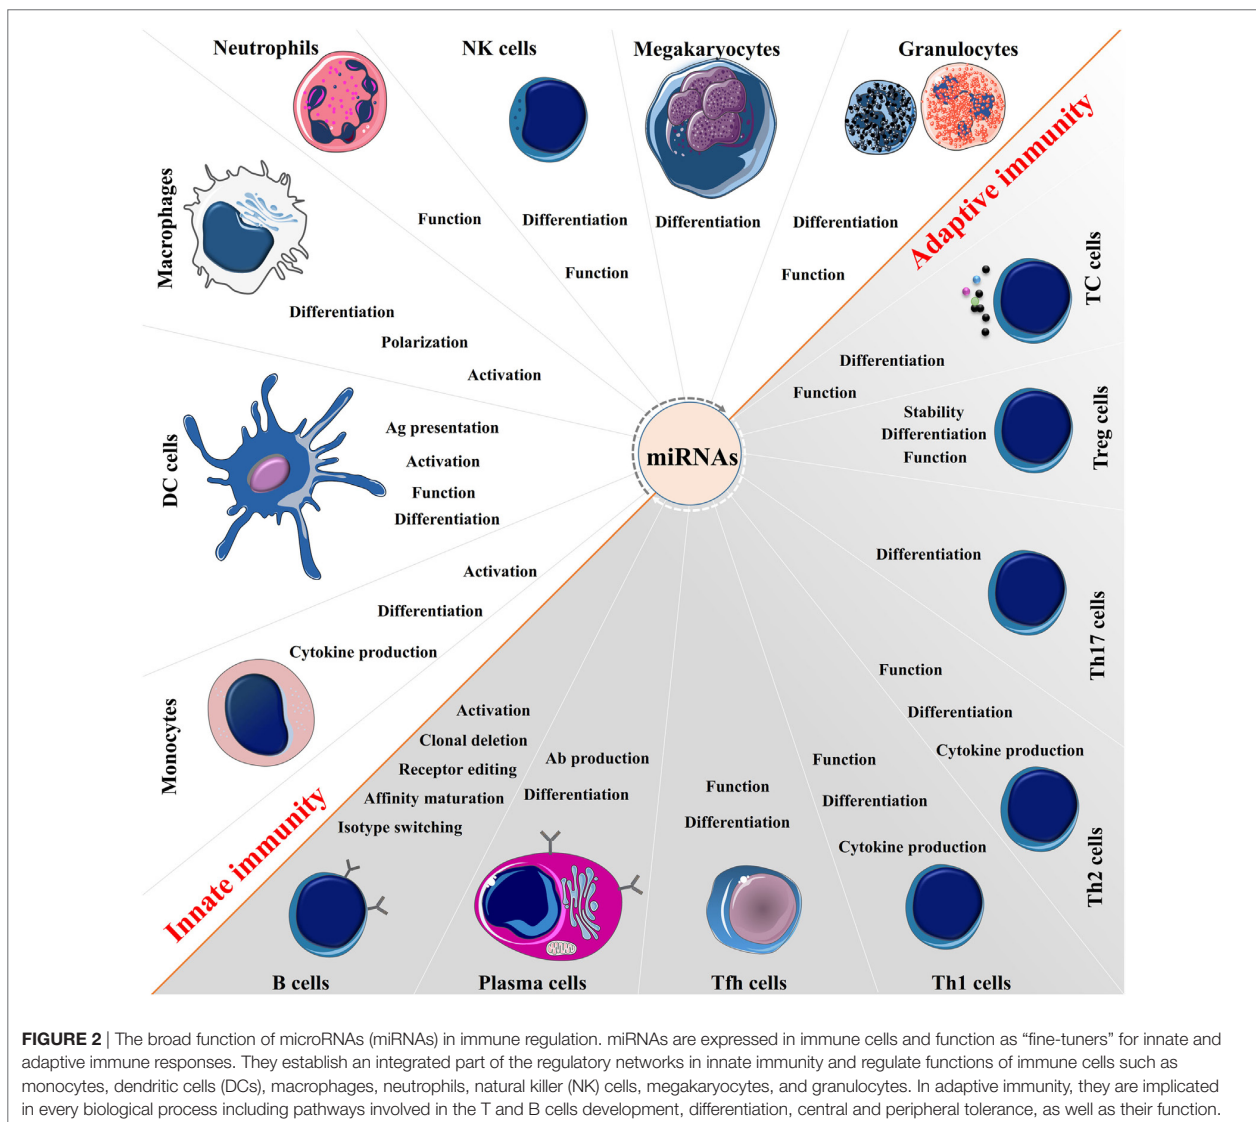 Neutrophils
NK cells
Megakaryocytes
Granulocytes
Macrophages
Adaptive immunity
Function
Differentiation
Differentiation
Differentiation
Function
Function
TC cells
Differentiation
Polarization
Activation
Differentiation
Function
DC cells
Ag presentation
Activation
Function
Differentiation
miRNAs
Stability
Differentiation
Function
Treg cells
Activation
Differentiation
Cytokine production
Monocytes
Differentiation
Th17 cells
Function
Differentiation
Cytokine production
Th2 cells
Innate immunity
Activation
Clonal deletion
Receptor editing
Affinity maturation
Isotype switching
Ab production
Differentiation
Function
Differentiation
Function
Differentiation
Cytokine production
B cells
Plasma cells
Tfh cells
Th1 cells
FIGURE 2 | The broad function of microRNAs (miRNAs) in immune regulation. miRNAs are expressed in immune cells and function as “fine-tuners” for innate and
adaptive immune responses. They establish an integrated part of the regulatory networks in innate immunity and regulate functions of immune cells such as
monocytes, dendritic cells (DCs), macrophages, neutrophils, natural killer (NK) cells, megakaryocytes, and granulocytes. In adaptive immunity, they are implicated
in every biological process including pathways involved in the T and B cells development, differentiation, central and peripheral tolerance, as well as their function.